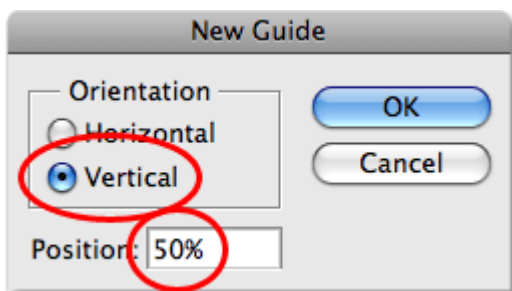 New Guide
Orientation
Horizontal
Vertical
Position: 50%
OK
Cancel